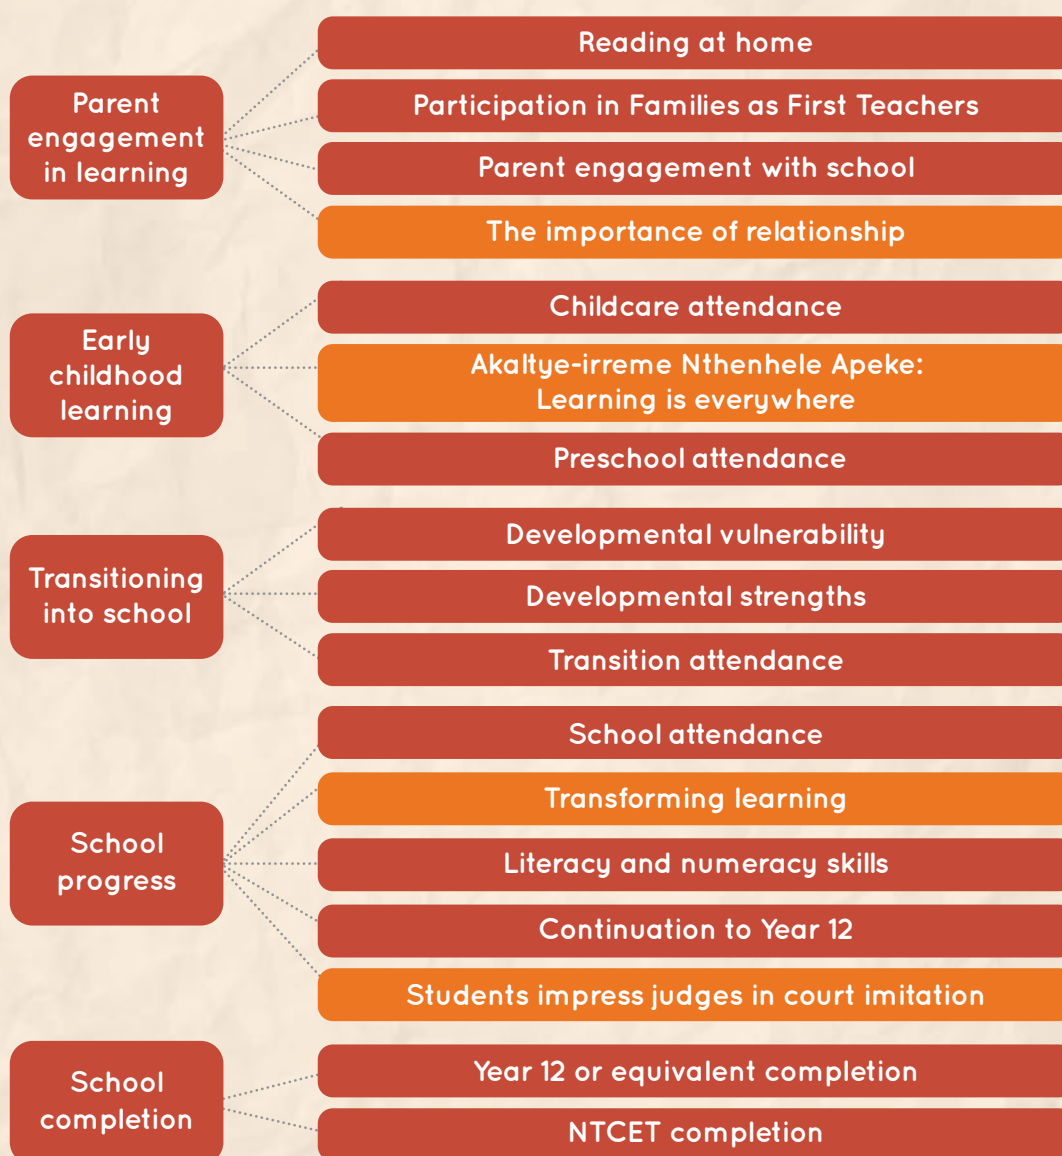 Parent
engagement
in learning
Reading at home
Participation in Families as First Teachers
Parent engagement with school
The importance of relationship
Early
childhood
learning
Childcare attendance
Akaltye-irreme Nthenhele Apeke:
Learning is everywhere
Preschool attendance
Transitioning
into school
Developmental vulnerability
Developmental strengths
Transition attendance
School
progress
School attendance
Transforming learning
Literacy and numeracy skills
Continuation to Year 12
Students impress judges in court imitation
School
completion
Year 12 or equivalent completion
NTCET completion